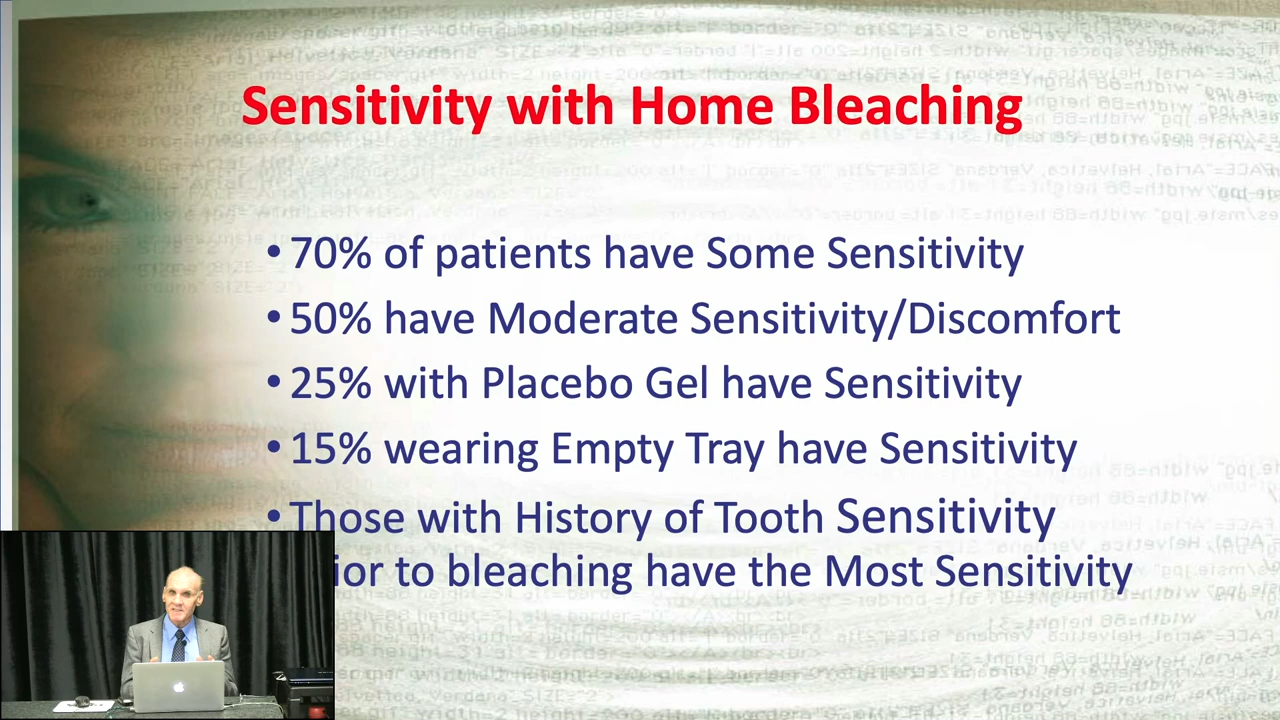 Sensitivity with Home Bleaching
• 70% of patients have Some Sensitivity
• 50% have Moderate Sensitivity/Discomfort
• 25% with Placebo Gel have Sensitivity
• 15% wearing Empty Tray have Sensitivity
• Those with History of Tooth Sensitivity
ior to bleaching have the Most Sensitivity